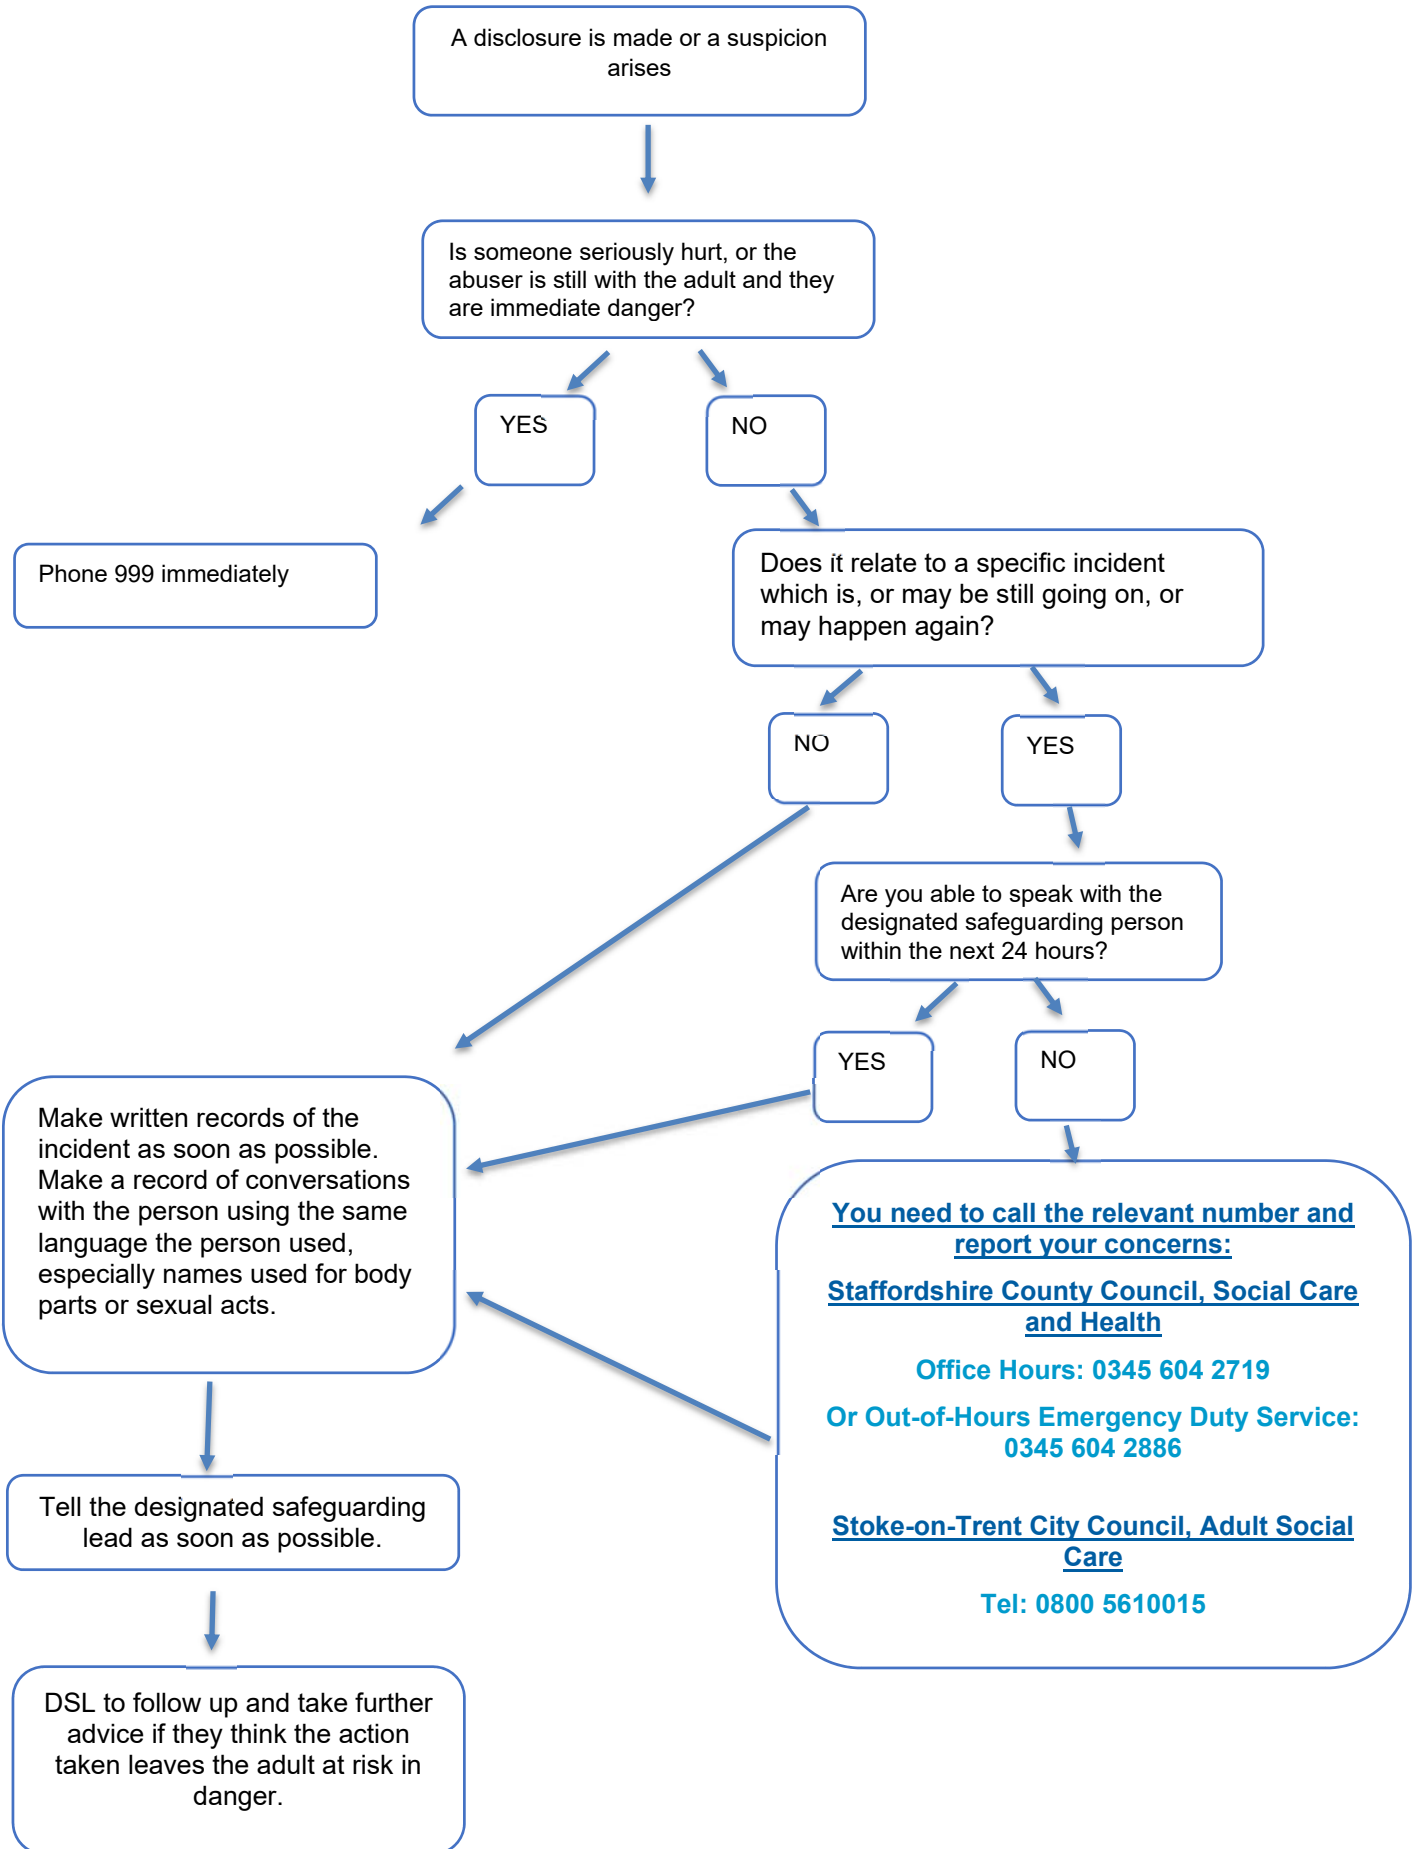 A disclosure is made or a suspicion
arises
Is someone seriously hurt, or the
abuser is still with the adult and they
are immediate danger?
YES
NO
Phone 999 immediately
Does it relate to a specific incident
which is, or may be still going on, or
may happen again?
NO
YES
Are you able to speak with the
designated safeguarding person
within the next 24 hours?
YES
NO
Make written records of the
incident as soon as possible.
Make a record of conversations
with the person using the same
language the person used,
especially names used for body
parts or sexual acts.
You need to call the relevant number and
report your concerns:
Staffordshire County Council, Social Care
and Health
Office Hours: 0345 604 2719
Or Out-of-Hours Emergency Duty Service:
0345 604 2886
Stoke-on-Trent City Council, Adult Social
Care
Tel: 0800 5610015
Tell the designated safeguarding
lead as soon as possible.
DSL to follow up and take further
advice if they think the action
taken leaves the adult at risk in
danger.